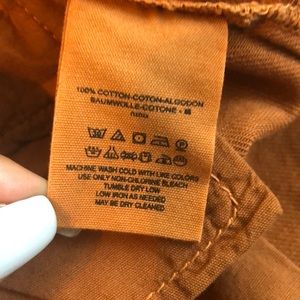 100% COTTON-COTON-ALGODON
BAUMWOLLE-COTONE - 棉
MACHINE WASH COLD WITH LIKE COLORS
USE ONLY NON-CHLORINE BLEACH
TUMBLE DRY LOW
LOW IRON AS NEEDED
MAY BE DRY CLEANED